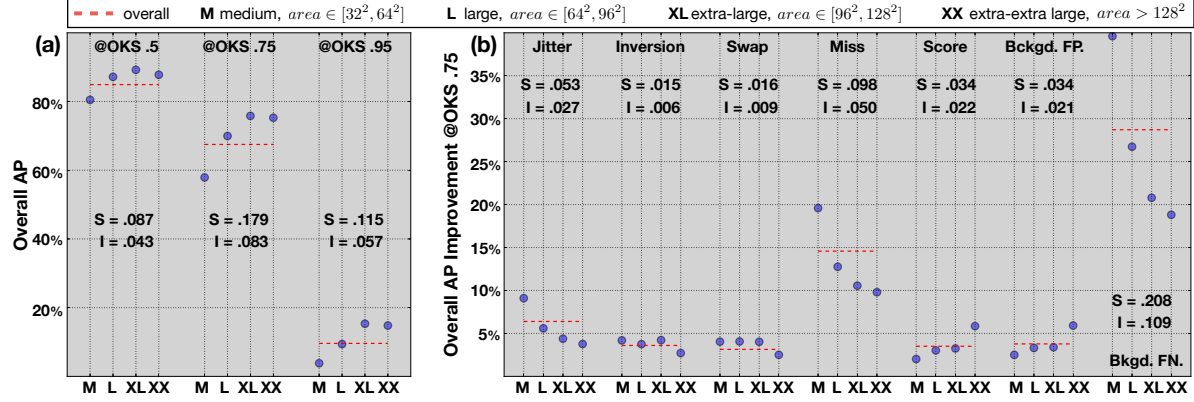 overall M medium, area ∈ [32², 64²] L large, area ∈ [64², 96²] XL extra-large, area ∈ [96², 128²] XX extra-extra large, area > 128²
(a)
@OKS .5 @OKS .75 @OKS .95
Overall AP
80%
60%
40%
20%
S = .087 S = .179 S = .115
I = .043 I = .083 I = .057
M L XL XX M L XL XX M L XL XX
(b)
Jitter Inversion Swap Miss Score Bckgd. FP.
Overall AP Improvement @OKS .75
35%
30%
25%
20%
15%
10%
5%
S = .053 S = .015 S = .016 S = .098 S = .034 S = .034
I = .027 I = .006 I = .009 I = .050 I = .022 I = .021
S = .208
I = .109
Bkgd. FN.
M L XL XX M L XL XX M L XL XX M L XL XX M L XL XX M L XL XX M L XL XX